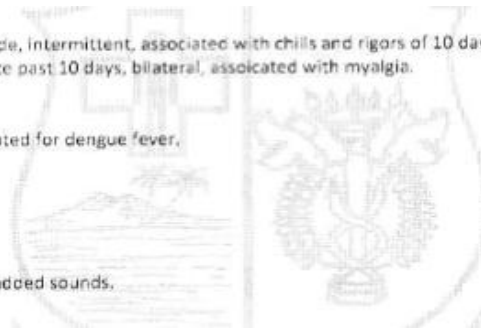 de, intermittent, associated with chills and rigors of 10 da
e past 10 days, bilateral, assoicated with myalgia.
ted for dengue fever.
dded sounds.